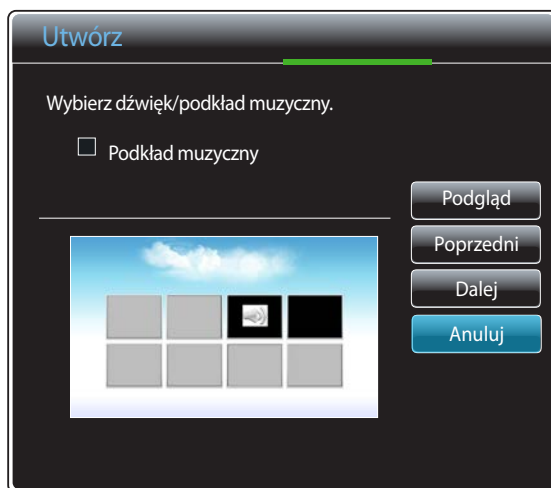 Utwórz
Wybierz dźwięk/podkład muzyczny.
Podkład muzyczny
Podgląd
Poprzedni
Dalej
Anuluj